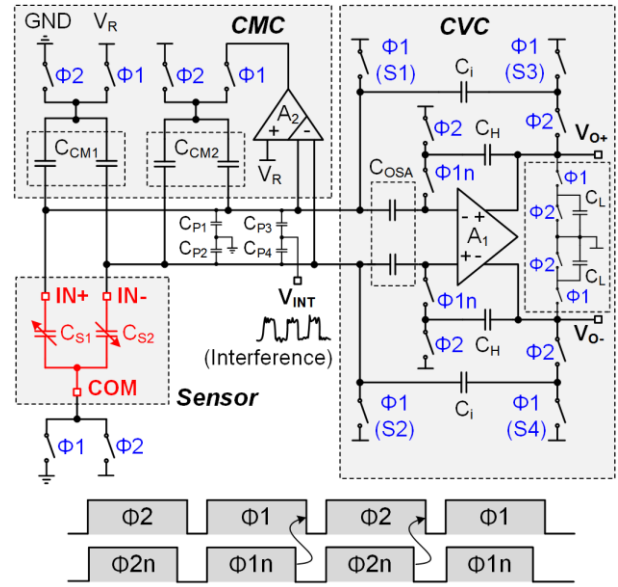 CMC
CVC
GND
V_R
Φ2
Φ1
Φ2
Φ1
A_2
+
-
V_R
C_CM1
C_CM2
Φ1
(S1)
C_i
Φ1
(S3)
Φ2
C_H
Φ2
V_O+
C_OSA
Φ1n
- +
A_1
+ -
Φ1
C_L
Φ2
Φ2
C_L
Φ1
C_P1
C_P2
C_P3
C_P4
V_INT
(Interference)
Φ1n
C_H
Φ2
V_O-
Φ2
C_i
Φ1
(S2)
Φ1
(S4)
IN+
IN-
C_S1
C_S2
COM
Sensor
Φ1
Φ2
Φ2
Φ1
Φ2
Φ1
Φ2n
Φ1n
Φ2n
Φ1n